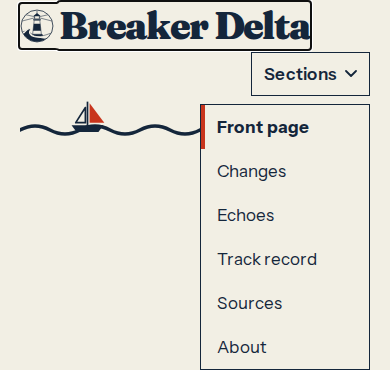 Breaker Delta
Sections
Front page
Changes
Echoes
Track record
Sources
About